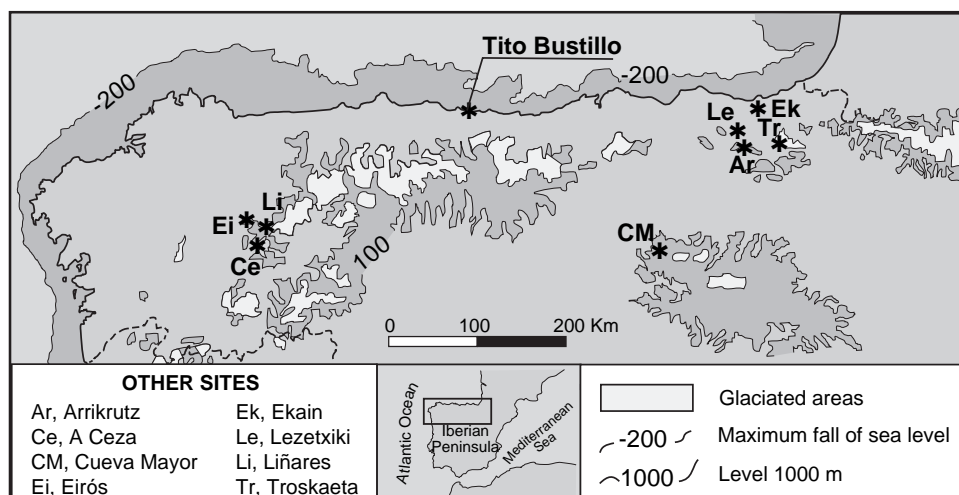 Tito Bustillo
-200
-200
Le
Ek
Tr
Ar
Li
Ei
Ce
100
CM
0 100 200 Km
OTHER SITES
Ar, Arrikrutz
Ce, A Ceza
CM, Cueva Mayor
Ei, Eirós
Ek, Ekain
Le, Lezetxiki
Li, Liñares
Tr, Troskaeta
Atlantic Ocean
Iberian
Peninsula
Mediterranean
Sea
Glaciated areas
-200 Maximum fall of sea level
1000 Level 1000 m